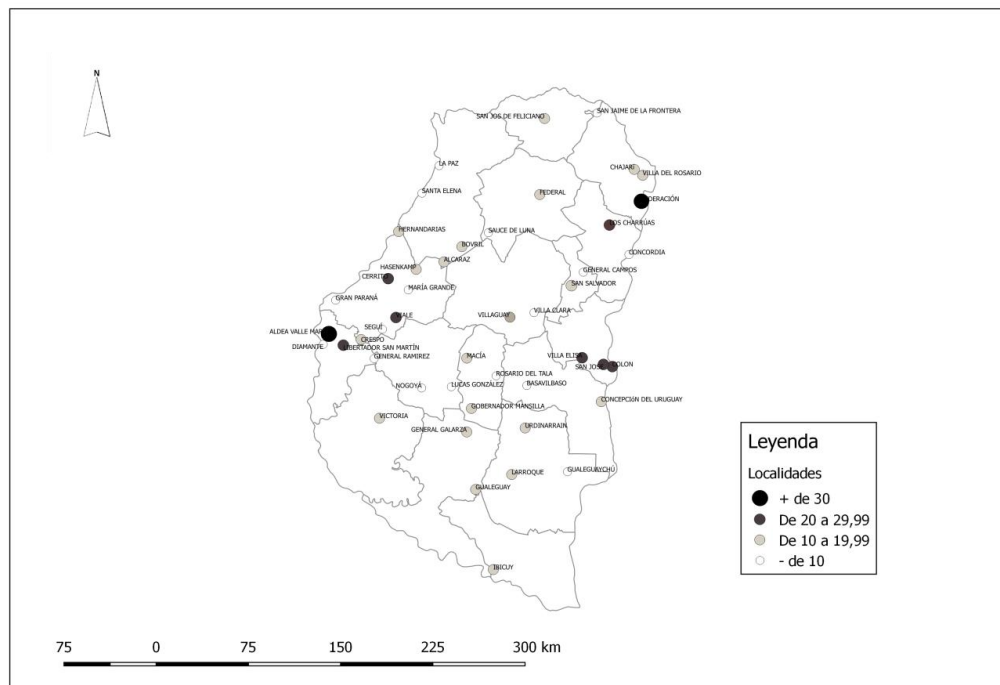 N
SAN JOS DE FELICIANO
SAN JAIME DE LA FRONTERA
LA PAZ
CHAJARI
VILLA DEL ROSARIO
SANTA ELENA
FEDERAL
DERACIÓN
LOS CHARRÚAS
HERNANDARIAS
SAUCE DE LUNA
BOVRIL
CONCORDIA
ALCARAZ
HASENKAMP
GENERAL CAMPOS
CERRITO
SAN SALVADOR
MARÍA GRANDE
GRAN PARANÁ
VILLA CLARA
VIALE
VILLAGUAY
SEGUÍ
ALDEA VALLE MAR
CRESPO
DIAMANTE
LIBERTADOR SAN MARTÍN
GENERAL RAMIREZ
MACÍA
VILLA ELISA
SAN JOSÉ
COLON
ROSARIO DEL TALA
NOGOYÁ
LUCAS GONZÁLEZ
BASAVILBASO
CONCEPCIóN DEL URUGUAY
GOBERNADOR MANSILLA
VICTORIA
GENERAL GALARZA
URDINARRAIN
LARROQUE
GUALEGUAYCHÚ
GUALEGUAY
IBICUY
Leyenda
Localidades
+ de 30
De 20 a 29,99
De 10 a 19,99
- de 10
75 0 75 150 225 300 km